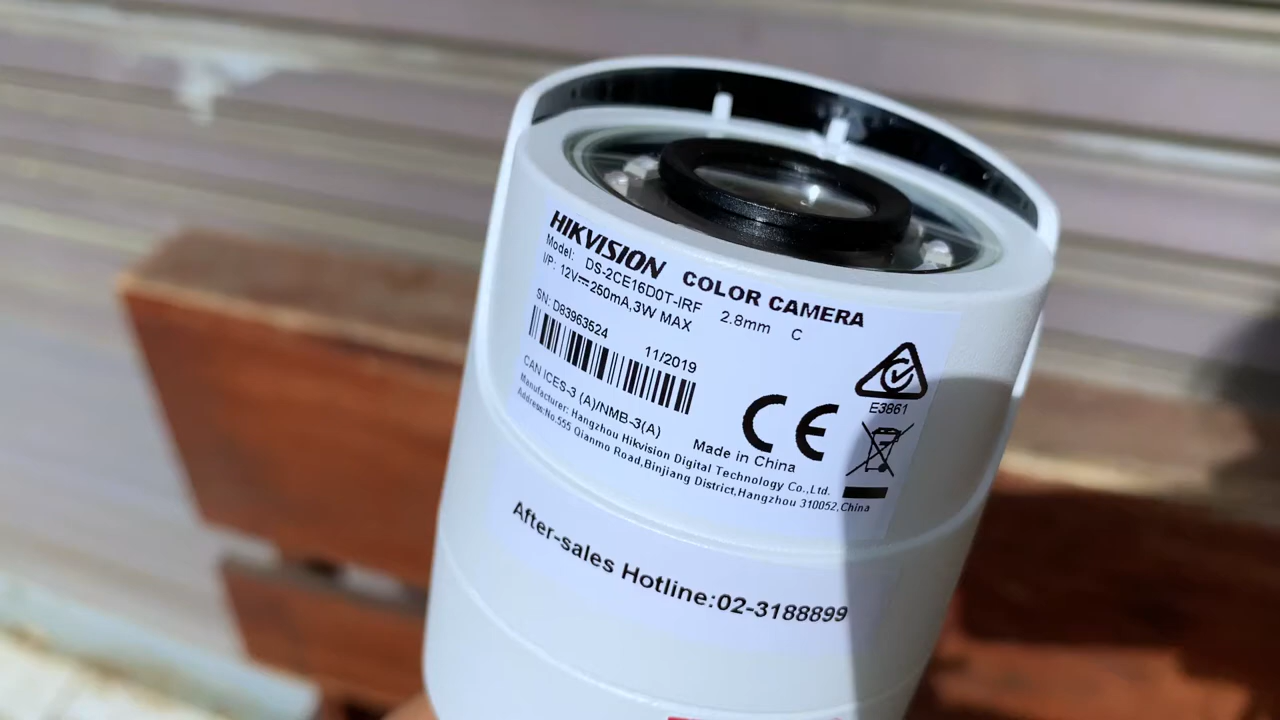 HIKVISION COLOR CAMERA
Model: DS-2CE16D0T-IRF 2.8mm C
I/P: 12V⎓250mA,3W MAX
SN: D83963524 11/2019
CAN ICES-3 (A)/NMB-3(A)
CE
E3861
Made in China
Manufacturer: Hangzhou Hikvision Digital Technology Co.,Ltd.
Address:No.555 Qianmo Road,Binjiang District,Hangzhou 310052,China
After-sales Hotline:02-3188899